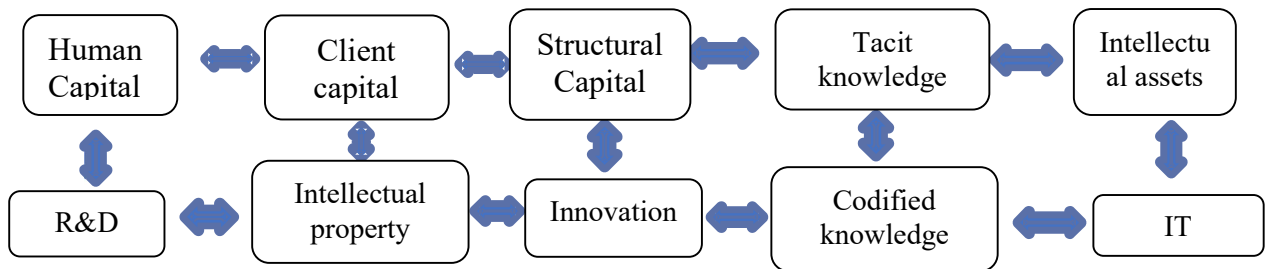 Human
Capital
Client
capital
Structural
Capital
Tacit
knowledge
Intellectu
al assets
R&D
Intellectual
property
Innovation
Codified
knowledge
IT